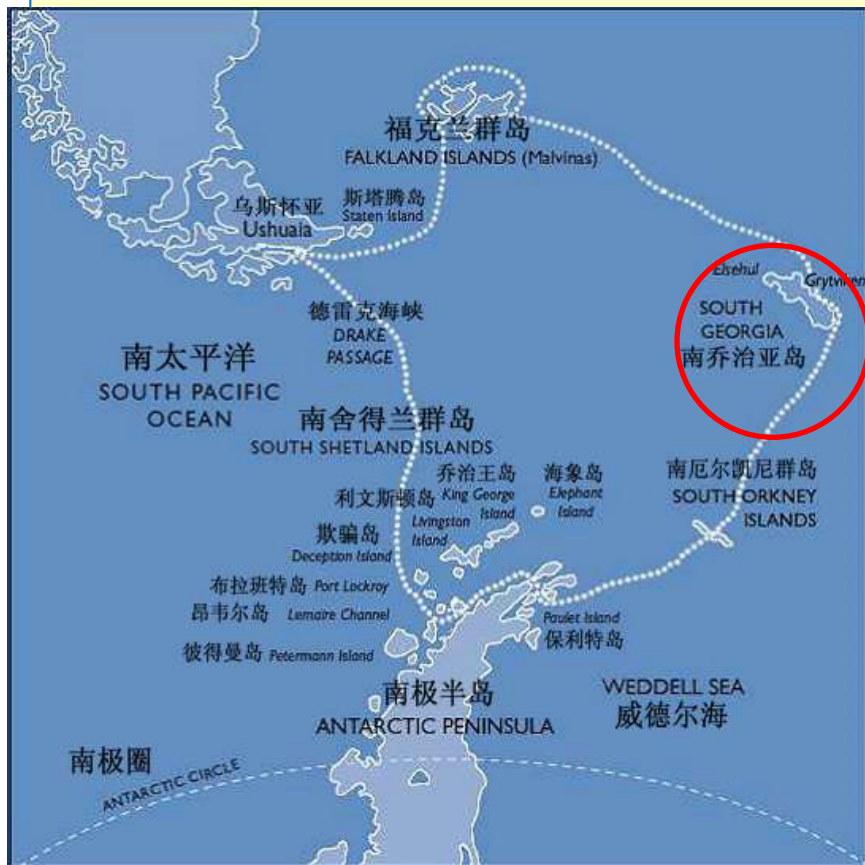 福克兰群岛
FALKLAND ISLANDS (Malvinas)
乌斯怀亚
Ushuaia
斯塔腾岛
Staten Island
Elsehul
Grytviken
SOUTH
GEORGIA
南乔治亚岛
德雷克海峡
DRAKE
PASSAGE
南太平洋
SOUTH PACIFIC
OCEAN
南舍得兰群岛
SOUTH SHETLAND ISLANDS
乔治王岛
King George
Island
海象岛
Elephant
Island
南厄尔凯尼群岛
SOUTH ORKNEY
ISLANDS
利文斯顿岛
Livingston
Island
欺骗岛
Deception Island
布拉班特岛 Port Lockroy
昂韦尔岛 Lemaire Channel
彼得曼岛 Petermann Island
Paulet Island
保利特岛
南极半岛
ANTARCTIC PENINSULA
WEDDELL SEA
威德尔海
南极圈
ANTARCTIC CIRCLE